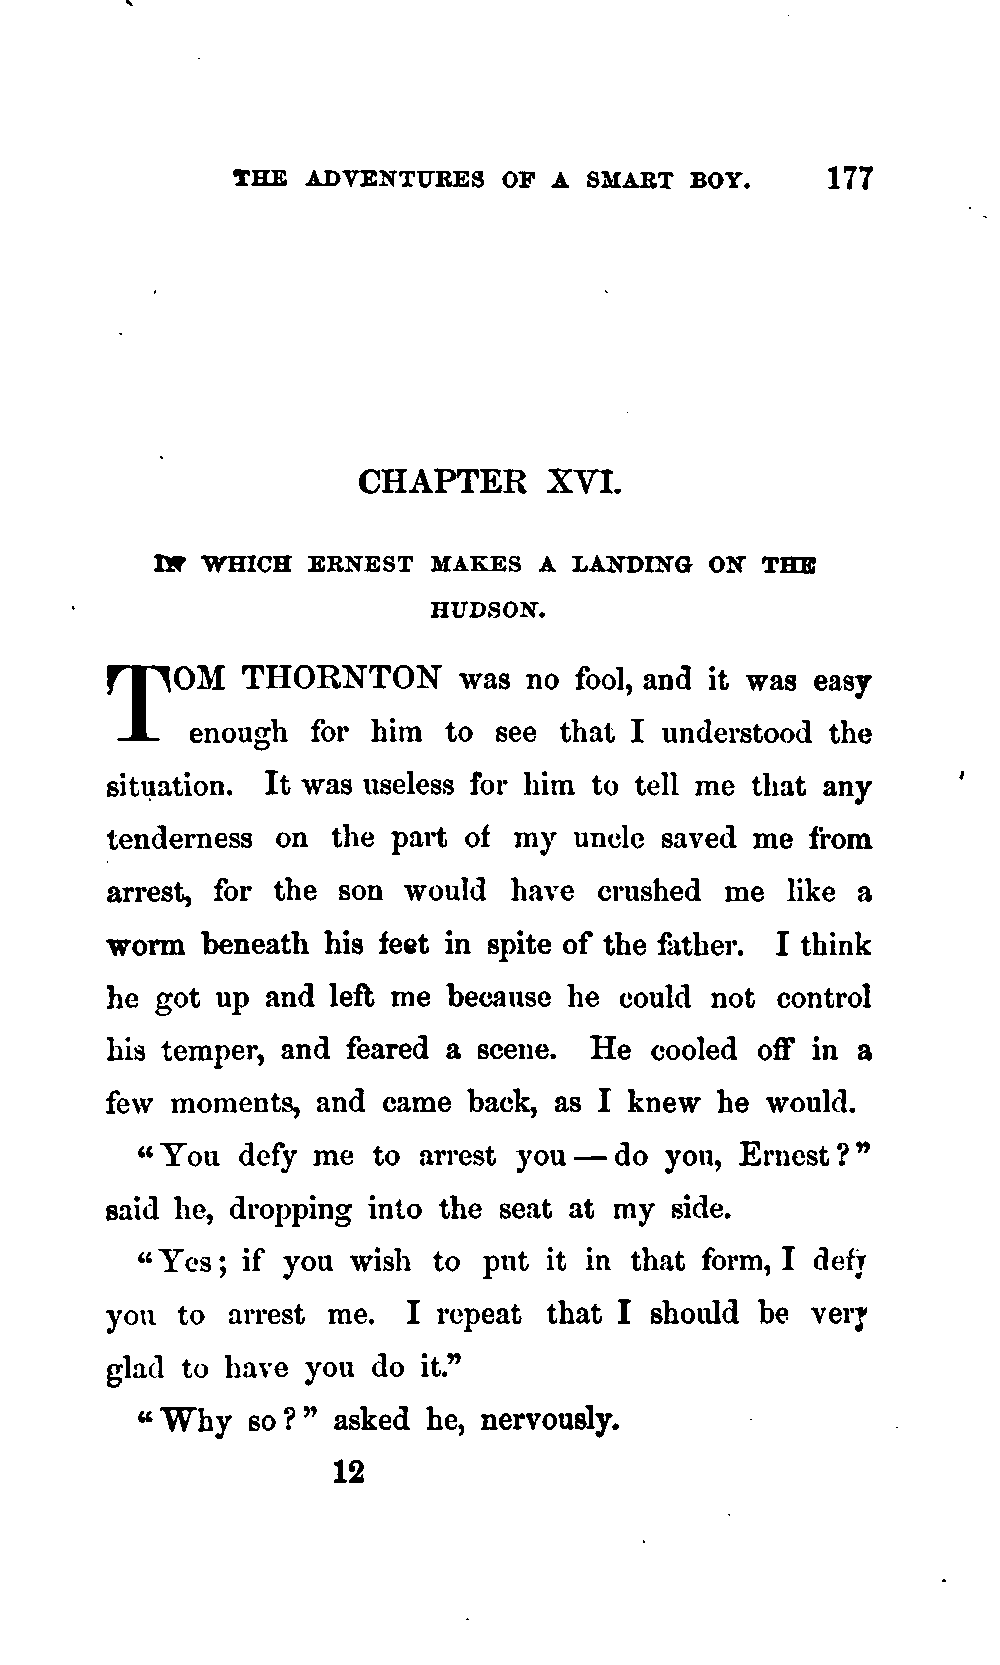 THE ADVENTURES OF A SMART BOY. 177
CHAPTER XVI.
IN WHICH ERNEST MAKES A LANDING ON THE
HUDSON.
TOM THORNTON was no fool, and it was easy
enough for him to see that I understood the
situation. It was useless for him to tell me that any
tenderness on the part of my uncle saved me from
arrest, for the son would have crushed me like a
worm beneath his feet in spite of the father. I think
he got up and left me because he could not control
his temper, and feared a scene. He cooled off in a
few moments, and came back, as I knew he would.
"You defy me to arrest you — do you, Ernest?"
said he, dropping into the seat at my side.
"Yes; if you wish to put it in that form, I defy
you to arrest me. I repeat that I should be very
glad to have you do it."
"Why so?" asked he, nervously.
12